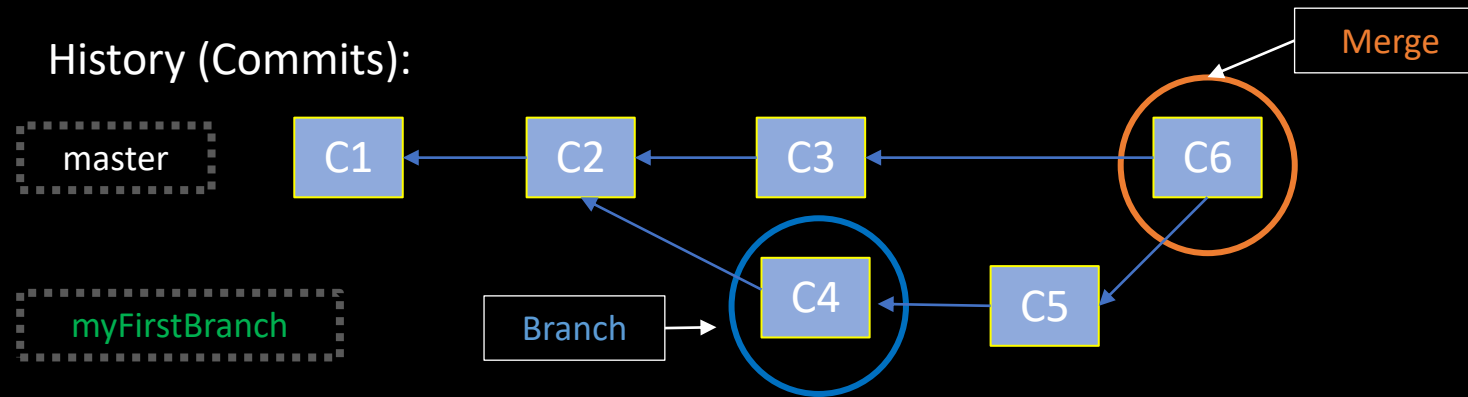 Merge
History (Commits):
master
C1
C2
C3
C6
C4
C5
myFirstBranch
Branch